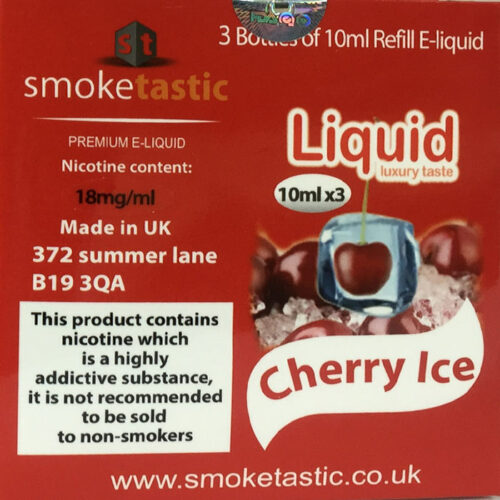 3 Bottles of 10ml Refill E-liquid
st
smoketastic
PREMIUM E-LIQUID
Nicotine content:
18mg/ml
Made in UK
372 summer lane
B19 3QA
This product contains
nicotine which
is a highly
addictive substance,
it is not recommended
to be sold
to non-smokers
Liquid
luxury taste
10ml x3
Cherry Ice
www.smoketastic.co.uk